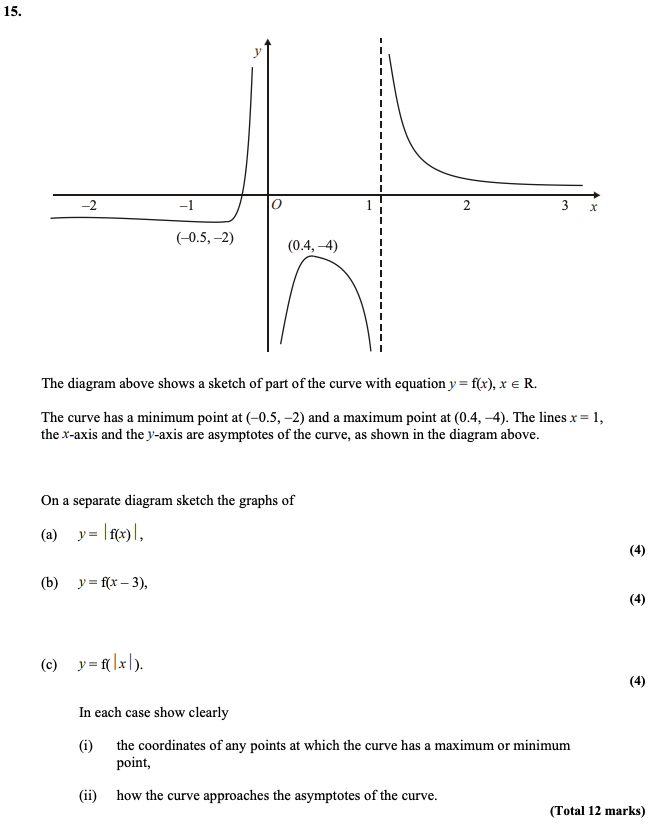 15.
y
–2 –1 O 1 2 3 x
(–0.5, –2)
(0.4, –4)
The diagram above shows a sketch of part of the curve with equation y = f(x), x ∈ R.
The curve has a minimum point at (–0.5, –2) and a maximum point at (0.4, –4). The lines x = 1,
the x-axis and the y-axis are asymptotes of the curve, as shown in the diagram above.
On a separate diagram sketch the graphs of
(a) y = |f(x)|,
(4)
(b) y = f(x – 3),
(4)
(c) y = f(|x|).
(4)
In each case show clearly
(i) the coordinates of any points at which the curve has a maximum or minimum
point,
(ii) how the curve approaches the asymptotes of the curve.
(Total 12 marks)